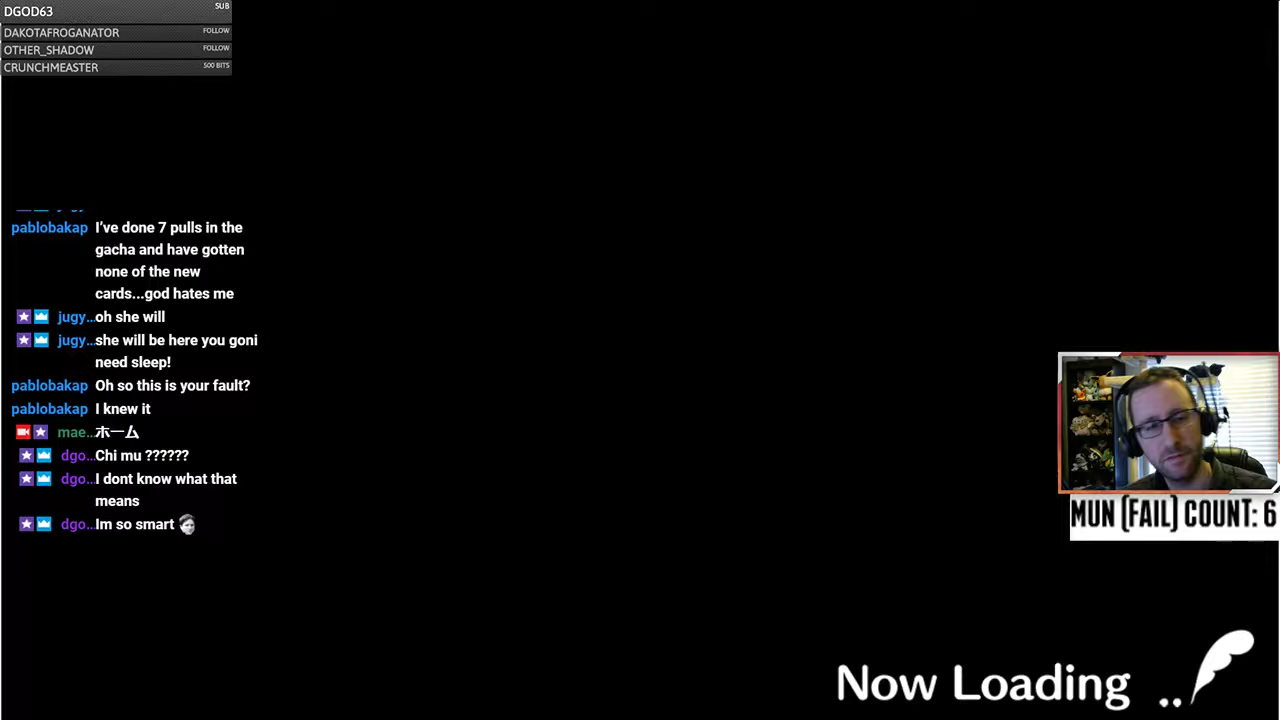 DGOD63 SUB
DAKOTAFROGANATOR FOLLOW
OTHER_SHADOW FOLLOW
CRUNCHMEASTER 500 BITS
pablobakap I’ve done 7 pulls in the
gacha and have gotten
none of the new
cards...god hates me
jugy... oh she will
jugy... she will be here you goni
need sleep!
pablobakap Oh so this is your fault?
pablobakap I knew it
mae... ホーム
dgo... Chi mu ??????
dgo... I dont know what that
means
dgo... Im so smart
MUN (FAIL) COUNT: 6
Now Loading ..